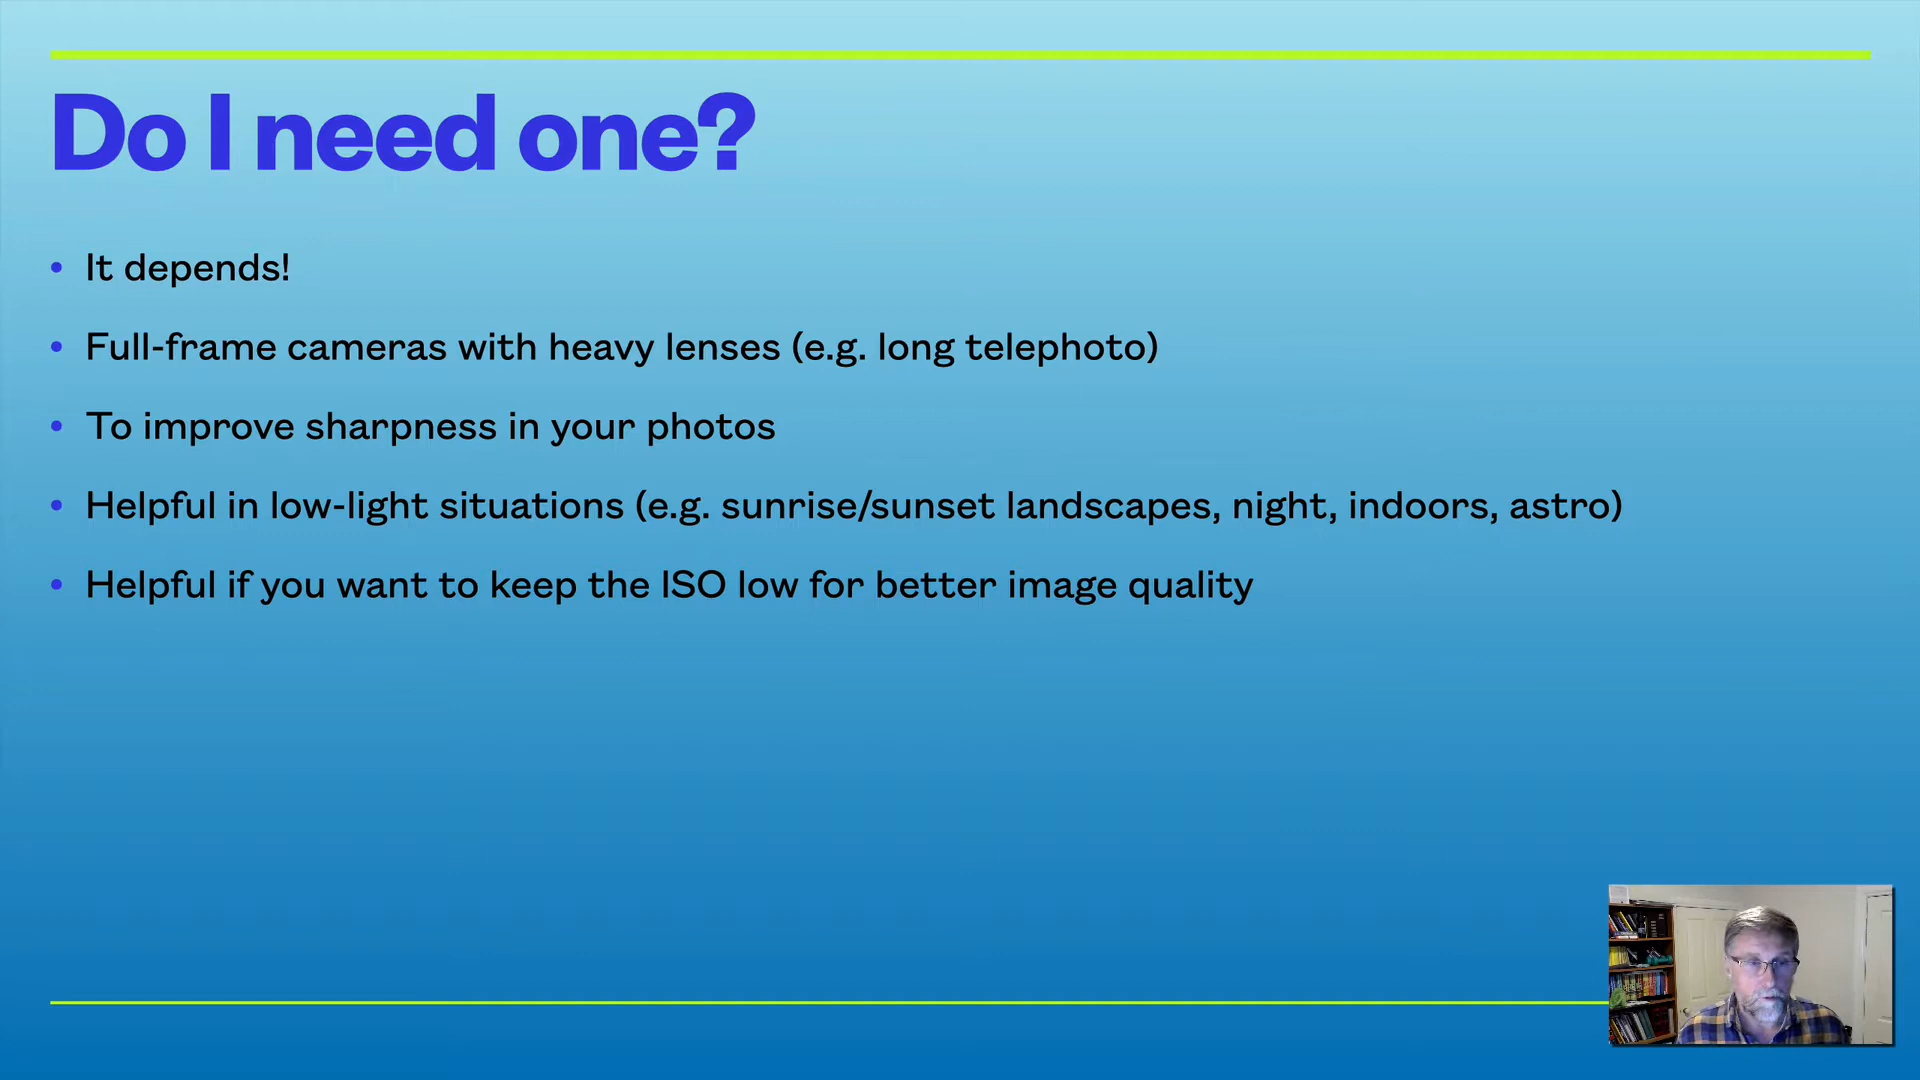 Do I need one?
• It depends!
• Full-frame cameras with heavy lenses (e.g. long telephoto)
• To improve sharpness in your photos
• Helpful in low-light situations (e.g. sunrise/sunset landscapes, night, indoors, astro)
• Helpful if you want to keep the ISO low for better image quality